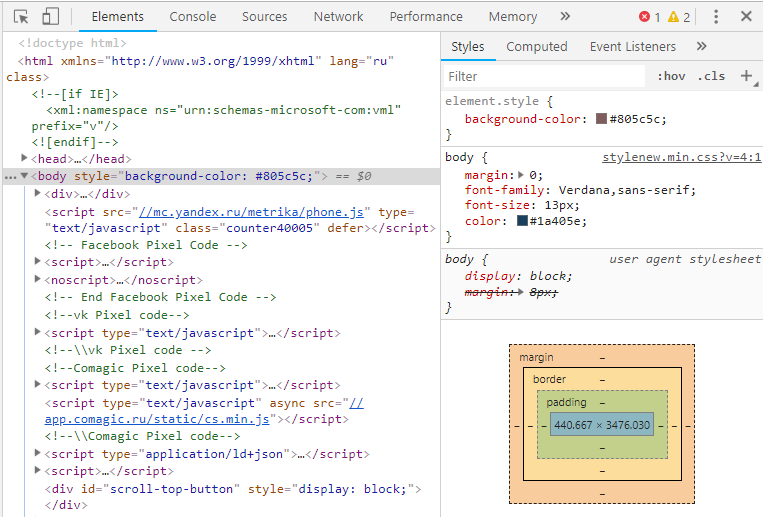 Elements Console Sources Network Performance Memory » 1 2
<!doctype html>
<html xmlns="http://www.w3.org/1999/xhtml" lang="ru"
class>
<!--[if IE]>
<xml:namespace ns="urn:schemas-microsoft-com:vml"
prefix="v"/>
<![endif]-->
<head>…</head>
<body style="background-color: #805c5c;"> == $0
<div>…</div>
<script src="//mc.yandex.ru/metrika/phone.js" type=
"text/javascript" class="counter40005" defer></script>
<!-- Facebook Pixel Code -->
<script>…</script>
<noscript>…</noscript>
<!-- End Facebook Pixel Code -->
<!--vk Pixel code-->
<script type="text/javascript">…</script>
<!--\\vk Pixel code -->
<!--Comagic Pixel code-->
<script type="text/javascript">…</script>
<script type="text/javascript" async src="//
app.comagic.ru/static/cs.min.js"></script>
<!--\\Comagic Pixel code-->
<script type="application/ld+json">…</script>
<script>…</script>
<div id="scroll-top-button" style="display: block;">
</div>
Styles Computed Event Listeners »
Filter :hov .cls +
element.style {
background-color: #805c5c;
}
body { stylenew.min.css?v=4:1
margin: 0;
font-family: Verdana,sans-serif;
font-size: 13px;
color: #1a405e;
}
body { user agent stylesheet
display: block;
margin: 8px;
}
margin –
border –
padding –
– – – 440.667 × 3476.030 – – –
–
–
–